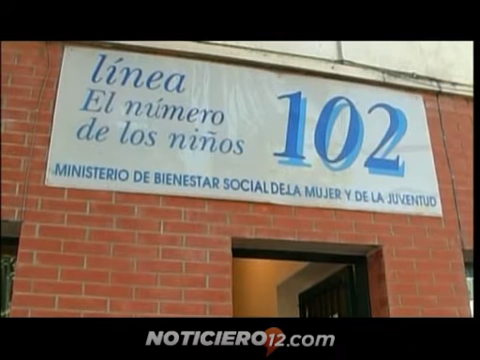 línea
El número
de los niños
102
MINISTERIO DE BIENESTAR SOCIAL DE.LA MUJER Y DE LA JUVENTUD
NOTICIERO12.com